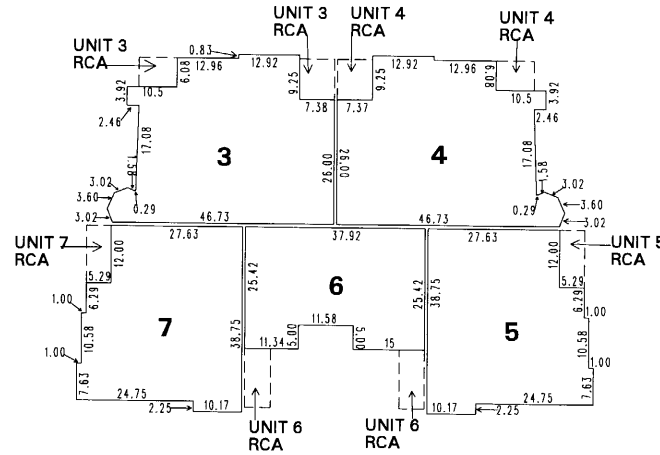 UNIT 3 UNIT 4
RCA RCA
UNIT 3 UNIT 4
RCA RCA
0.83 12.96 12.92 12.92 12.96
6.08 9.25 9.25 6.08
3.92 10.5 7.38 7.37 10.5 3.92
2.46 2.46
17.08 3 26.00 26.00 4 17.08
1.58 1.58
3.02 3.02
3.60 3.60
3.02 0.29 0.29 3.02
46.73 46.73
UNIT 7 27.63 37.92 27.63 UNIT 5
RCA RCA
12.00 12.00
5.29 25.42 6 25.42 5.29
6.29 6.29
1.00 1.00
10.58 7 38.75 11.58 38.75 5 10.58
5.00 5.00
1.00 11.34 15 1.00
7.63 24.75 24.75 7.63
2.25 10.17 10.17 2.25
UNIT 6 UNIT 6
RCA RCA